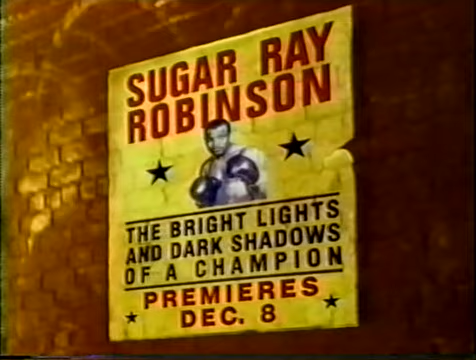 SUGAR RAY
ROBINSON
THE BRIGHT LIGHTS
AND DARK SHADOWS
OF A CHAMPION
PREMIERES
DEC. 8